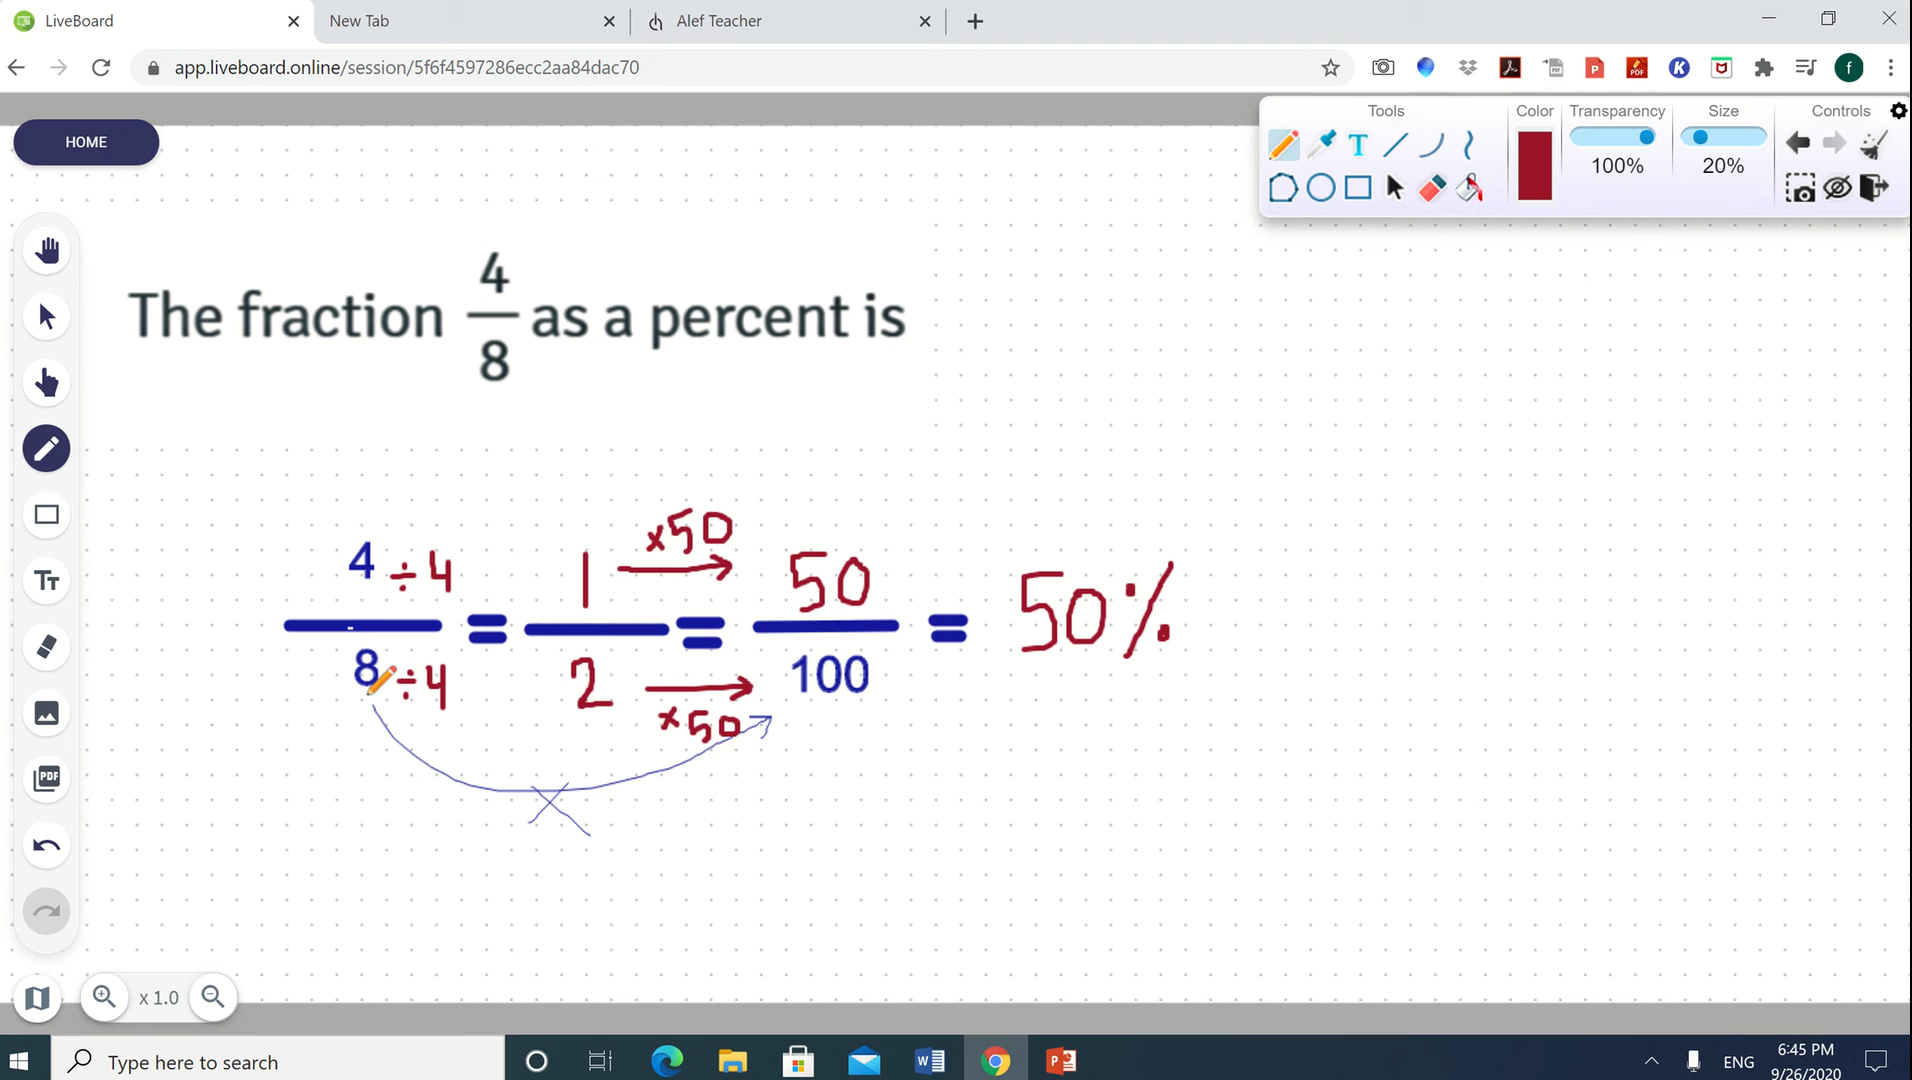 LiveBoard
New Tab
Alef Teacher
app.liveboard.online/session/5f6f4597286ecc2aa84dac70
f
Tools Color Transparency Size Controls
100% 20%
HOME
The fraction 4/8 as a percent is
×50
4 ÷4 = 1 → 50 = 50%
8 ÷4 2 → 100
×50
T
Tt
PDF
x 1.0
Type here to search
ENG
6:45 PM
9/26/2020